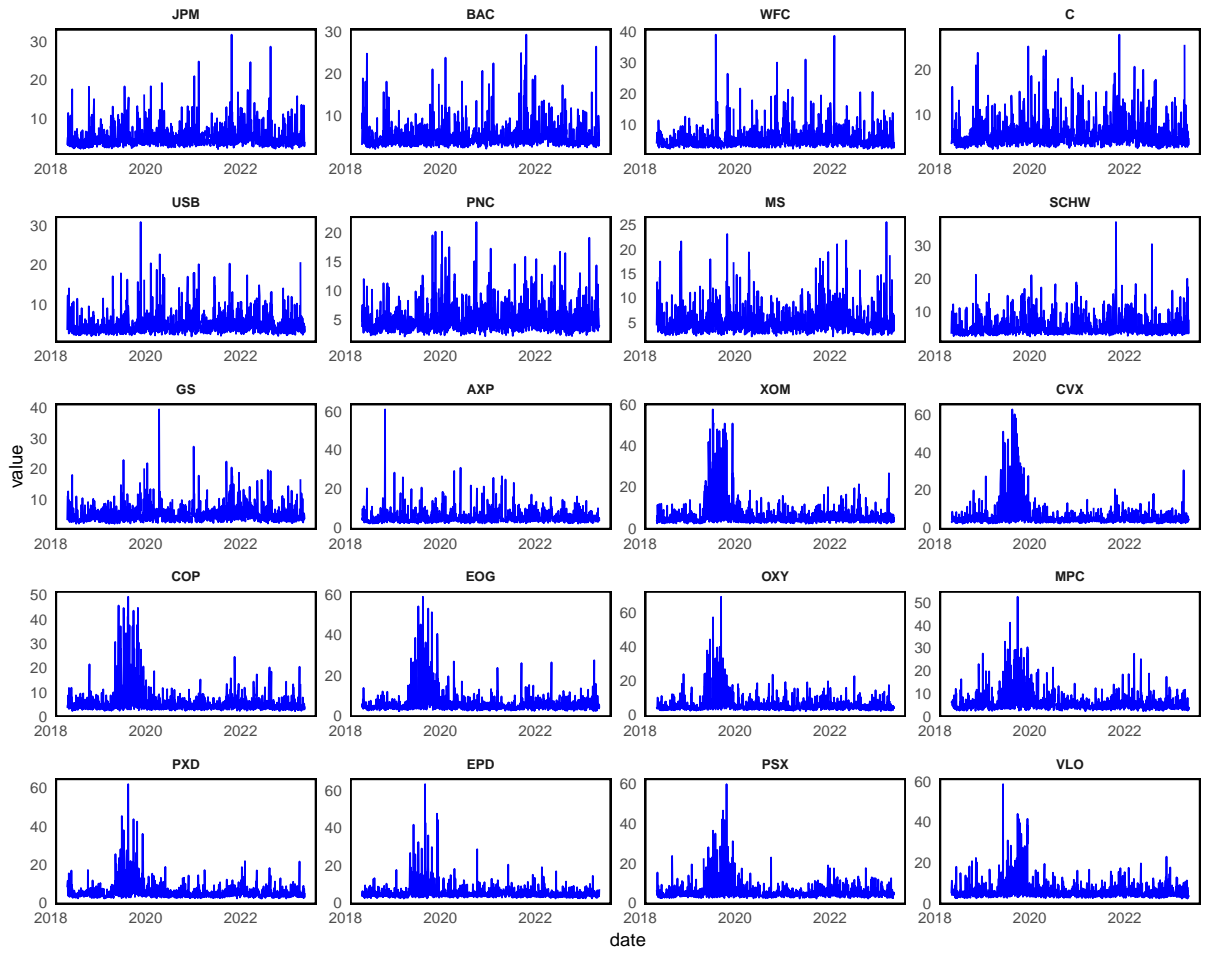 JPM BAC WFC C
30 20 10
30 20 10
40 30 20 10
20 10
2018 2020 2022 2018 2020 2022 2018 2020 2022 2018 2020 2022
USB PNC MS SCHW
30 20 10
20 15 10 5
25 20 15 10 5
30 20 10
2018 2020 2022 2018 2020 2022 2018 2020 2022 2018 2020 2022
GS AXP XOM CVX
40 30 20 10
60 40 20 0
60 40 20 0
60 40 20 0
2018 2020 2022 2018 2020 2022 2018 2020 2022 2018 2020 2022
value
COP EOG OXY MPC
50 40 30 20 10 0
60 40 20 0
60 40 20 0
50 40 30 20 10 0
2018 2020 2022 2018 2020 2022 2018 2020 2022 2018 2020 2022
PXD EPD PSX VLO
60 40 20 0
60 40 20 0
60 40 20 0
60 40 20 0
2018 2020 2022 2018 2020 2022 2018 2020 2022 2018 2020 2022
date